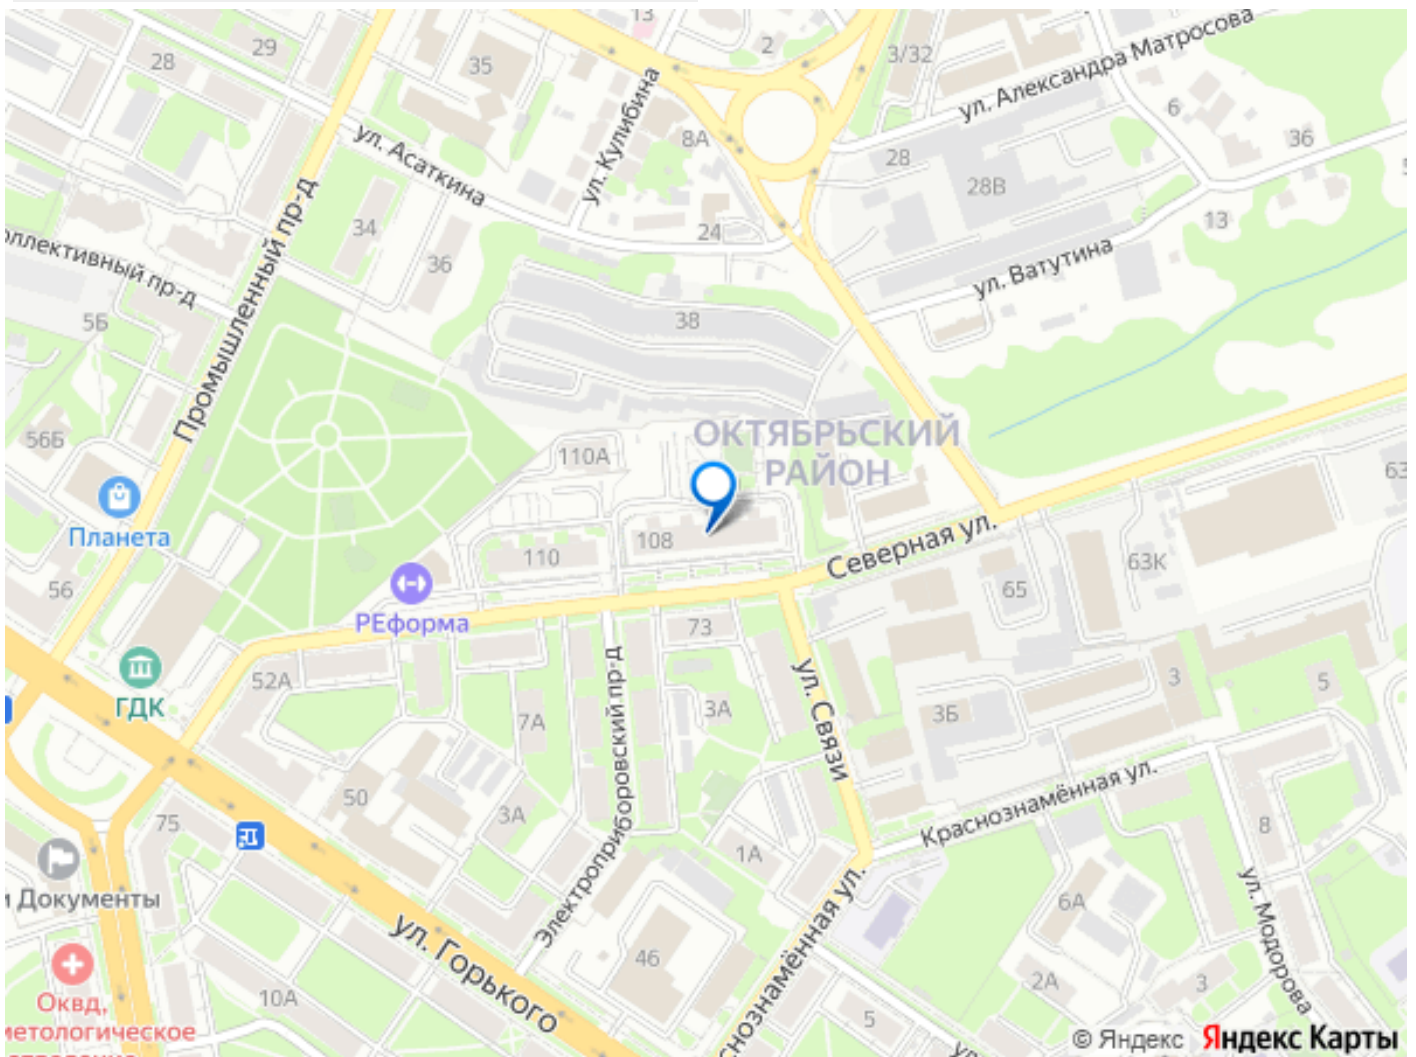 13
2
29
28
35
3/32
ул. Александра Матросова
6
36
ул. Кулибина
ул. Асаткина
8А
28
28В
34
24
36
13
ул. Ватутина
Промышленный пр-д
пр-д
5Б
38
56Б
110А
ОКТЯБРЬСКИЙ
РАЙОН
63
Планета
108
110
Северная ул.
63К
56
65
РЕформа
73
ГДК
52А
7А
3А
Электроприборовский пр-д
ул. Связи
3
5
3Б
50
3А
75
Краснознамённая ул.
8
1А
Документы
6А
ул. Модорова
ул. Горького
46
10А
2А
3
5
Оквд,
© Яндекс Яндекс Карты